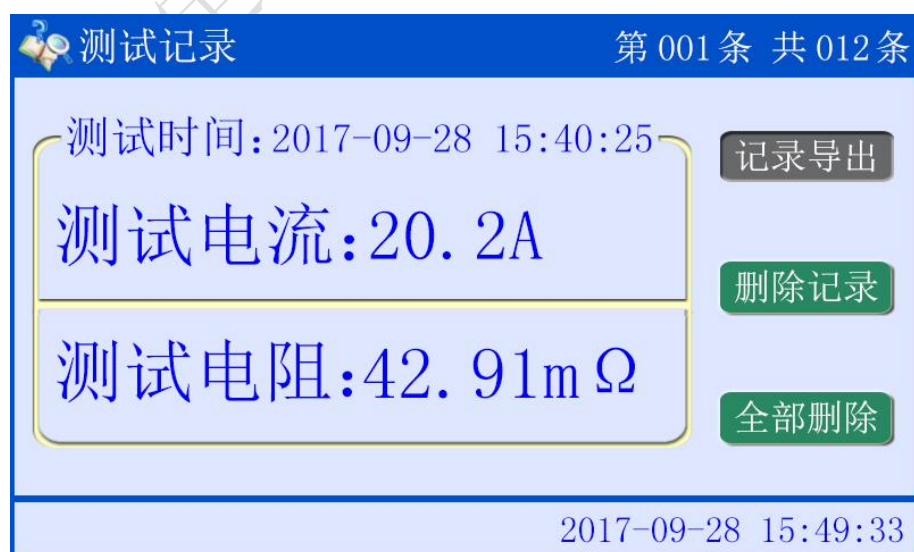 测试记录 第001条 共012条
测试时间:2017-09-28 15:40:25
记录导出
测试电流:20.2A
删除记录
测试电阻:42.91mΩ
全部删除
2017-09-28 15:49:33